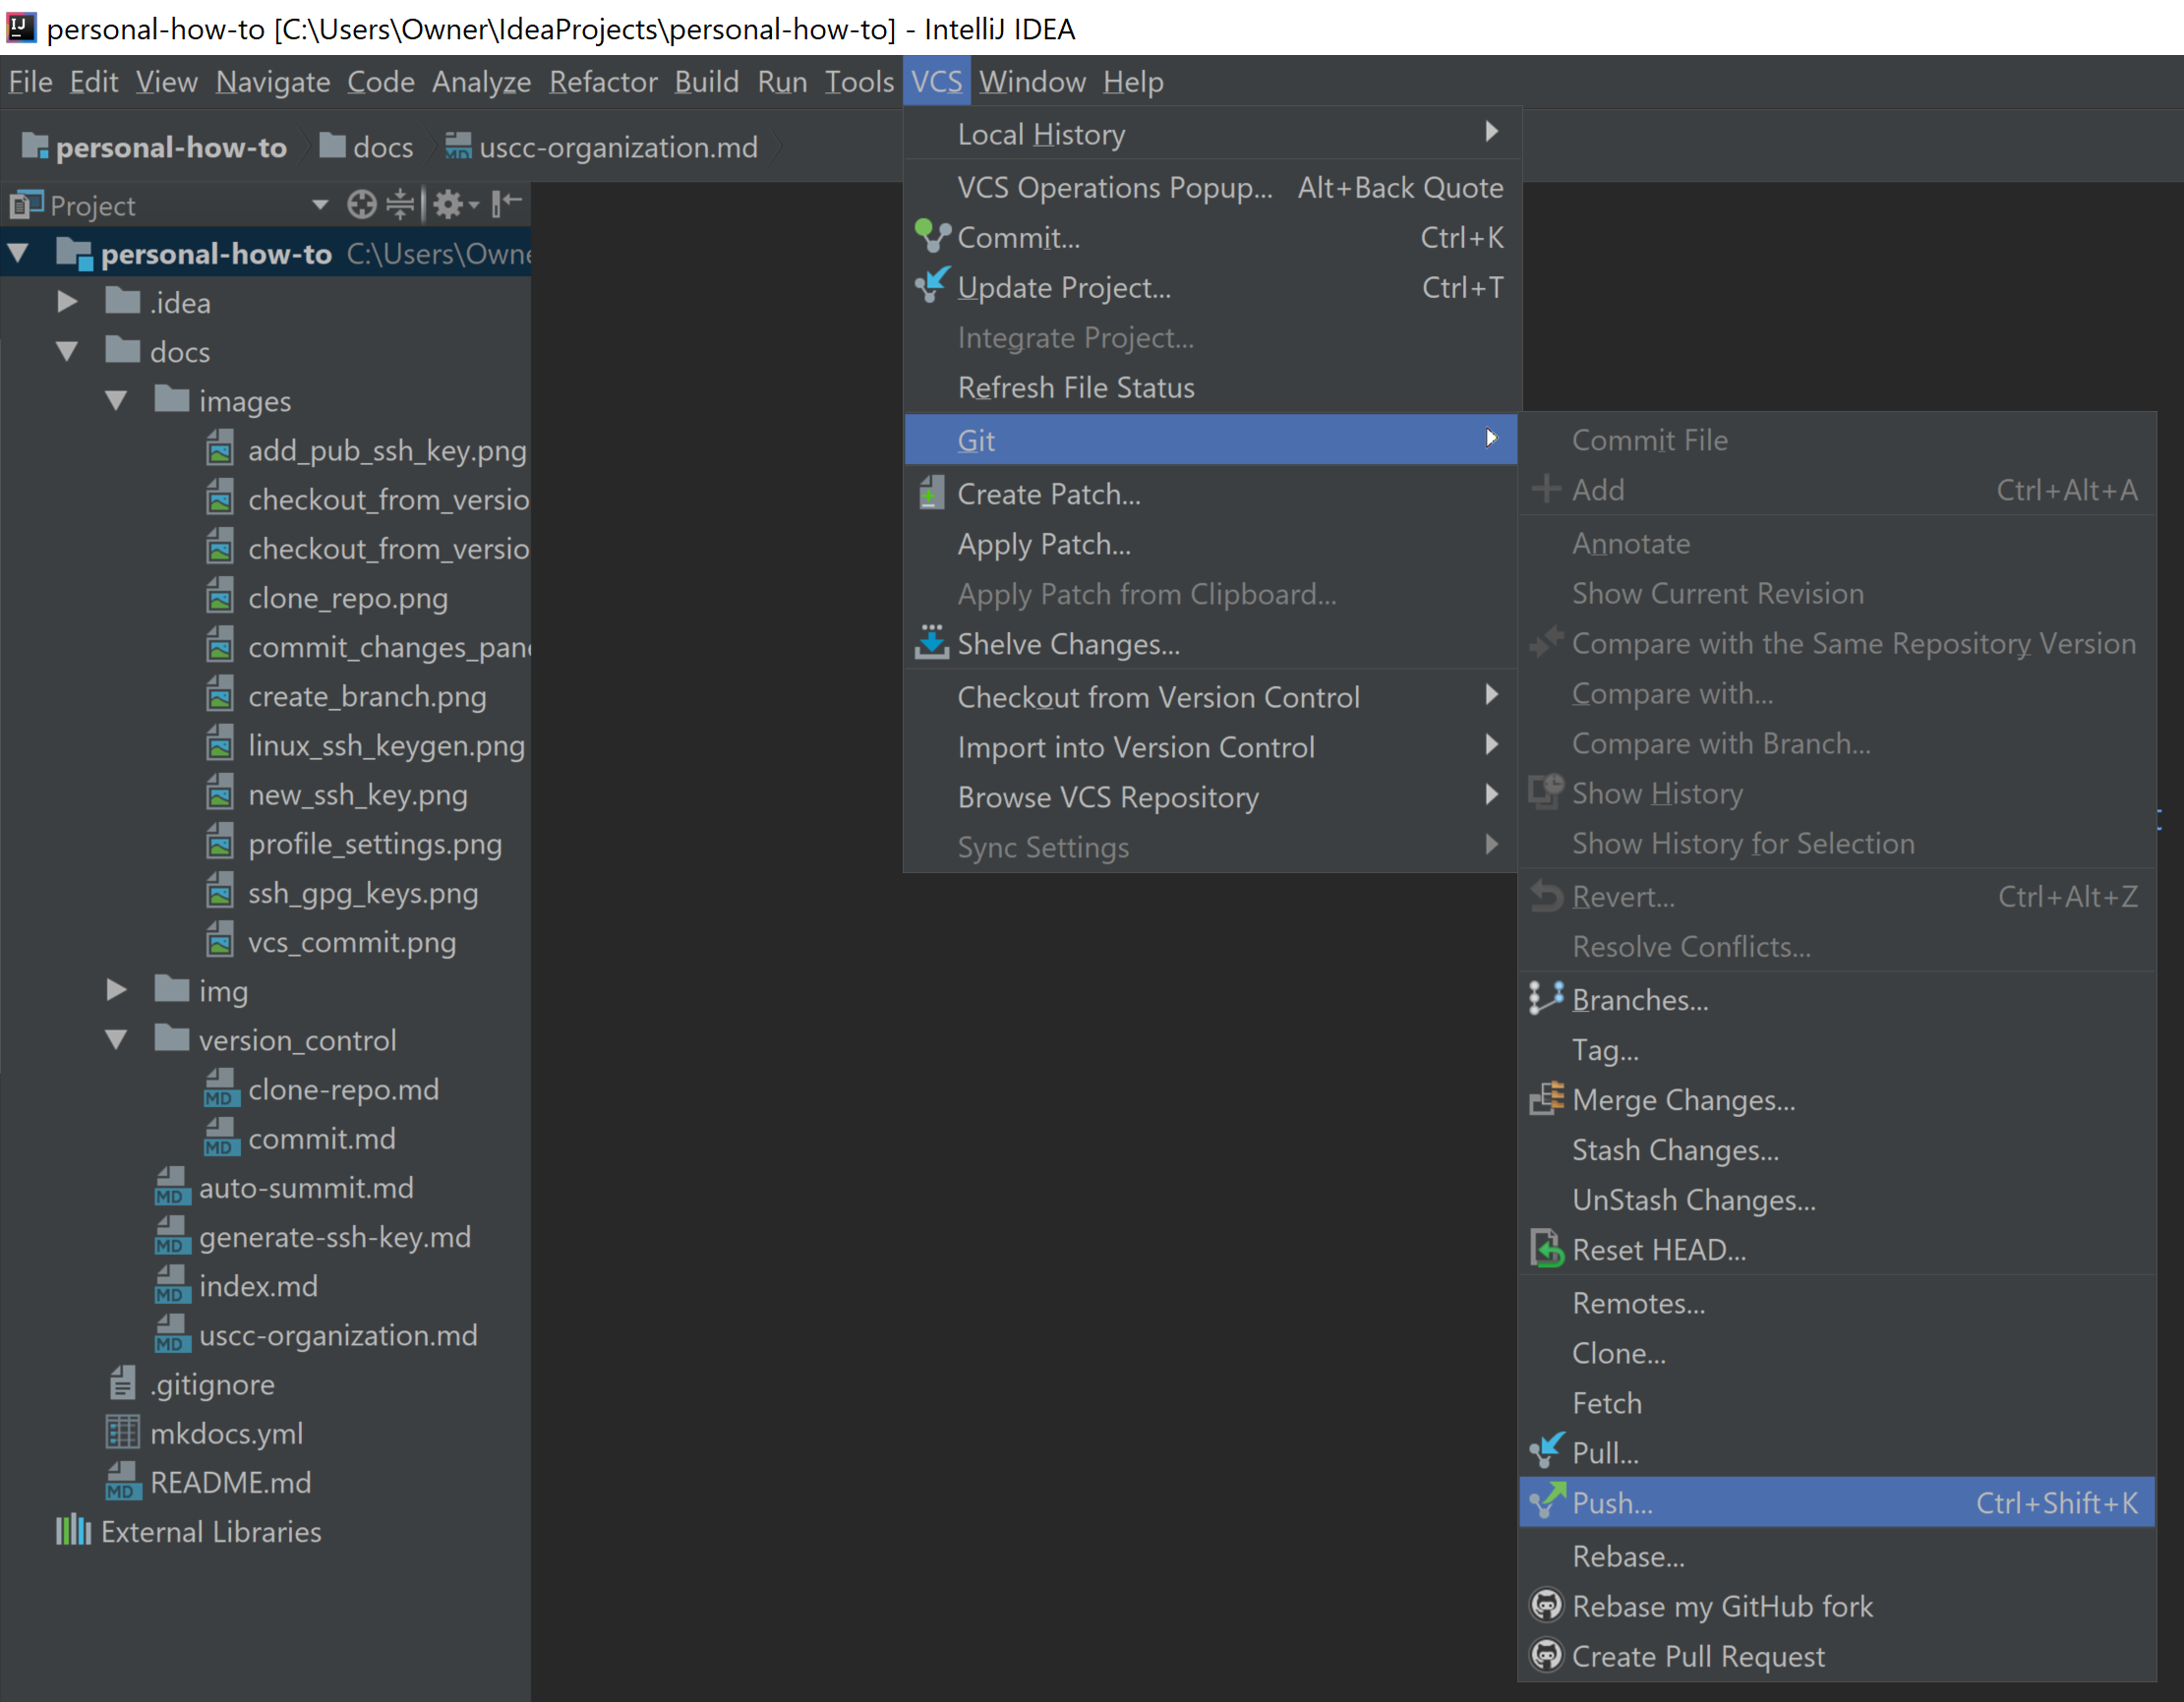 personal-how-to [C:\Users\Owner\IdeaProjects\personal-how-to] - IntelliJ IDEA
File Edit View Navigate Code Analyze Refactor Build Run Tools VCS Window Help
personal-how-to docs uscc-organization.md
Project
personal-how-to C:\Users\Owne
.idea
docs
images
add_pub_ssh_key.png
checkout_from_versio
checkout_from_versio
clone_repo.png
commit_changes_pan
create_branch.png
linux_ssh_keygen.png
new_ssh_key.png
profile_settings.png
ssh_gpg_keys.png
vcs_commit.png
img
version_control
clone-repo.md
commit.md
auto-summit.md
generate-ssh-key.md
index.md
uscc-organization.md
.gitignore
mkdocs.yml
README.md
External Libraries
Local History
VCS Operations Popup... Alt+Back Quote
Commit... Ctrl+K
Update Project... Ctrl+T
Integrate Project...
Refresh File Status
Git
Create Patch...
Apply Patch...
Apply Patch from Clipboard...
Shelve Changes...
Checkout from Version Control
Import into Version Control
Browse VCS Repository
Sync Settings
Commit File
Add Ctrl+Alt+A
Annotate
Show Current Revision
Compare with the Same Repository Version
Compare with...
Compare with Branch...
Show History
Show History for Selection
Revert... Ctrl+Alt+Z
Resolve Conflicts...
Branches...
Tag...
Merge Changes...
Stash Changes...
UnStash Changes...
Reset HEAD...
Remotes...
Clone...
Fetch
Pull...
Push... Ctrl+Shift+K
Rebase...
Rebase my GitHub fork
Create Pull Request